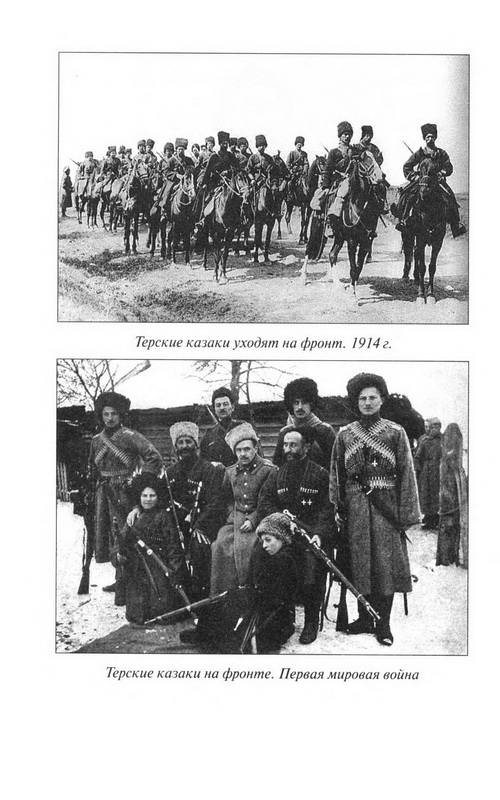 Терские казаки уходят на фронт. 1914 г.
Терские казаки на фронте. Первая мировая война